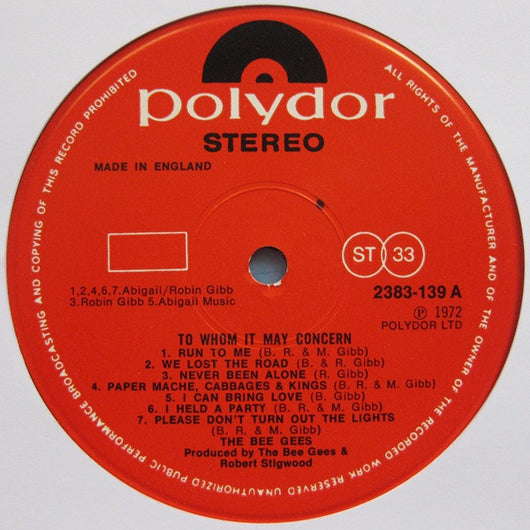 polydor
STEREO
MADE IN ENGLAND
ST 33
1,2,4,6,7.Abigail/Robin Gibb
3.Robin Gibb 5.Abigail Music
2383-139 A
℗ 1972
POLYDOR LTD
TO WHOM IT MAY CONCERN
1. RUN TO ME (B. R. & M. Gibb)
2. WE LOST THE ROAD (B. & R. Gibb)
3. NEVER BEEN ALONE (R. Gibb)
4. PAPER MACHE, CABBAGES & KINGS (B. R. & M. Gibb)
5. I CAN BRING LOVE (B. Gibb)
6. I HELD A PARTY (B. R. & M. Gibb)
7. PLEASE DON'T TURN OUT THE LIGHTS
(B. R. & M. Gibb)
THE BEE GEES
Produced by The Bee Gees &
Robert Stigwood
ALL RIGHTS OF THE MANUFACTURER AND OF THE OWNER OF THE RECORDED WORK RESERVED UNAUTHORIZED PUBLIC PERFORMANCE BROADCASTING AND COPYING OF THIS RECORD PROHIBITED